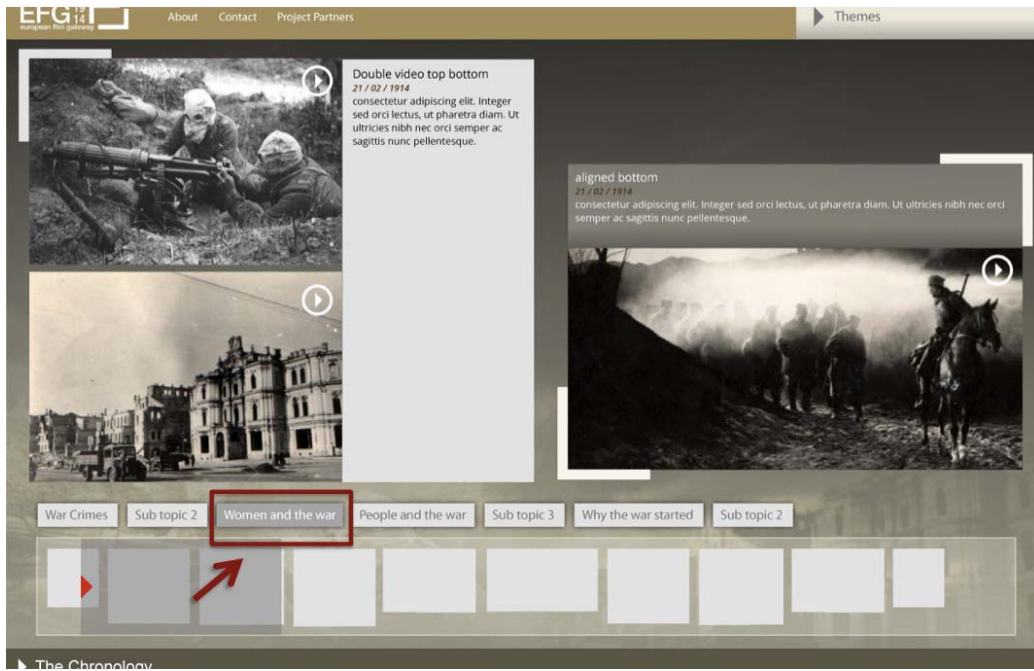 EFG 19 14
european film gateway
About Contact Project Partners
Themes
Double video top bottom
21 / 02 / 1914
consectetur adipiscing elit. Integer
sed orci lectus, ut pharetra diam. Ut
ultricies nibh nec orci semper ac
sagittis nunc pellentesque.
aligned bottom
21 / 02 / 1914
consectetur adipiscing elit. Integer sed orci lectus, ut pharetra diam. Ut ultricies nibh nec orci
semper ac sagittis nunc pellentesque.
War Crimes Sub topic 2 Women and the war People and the war Sub topic 3 Why the war started Sub topic 2
The Chronology